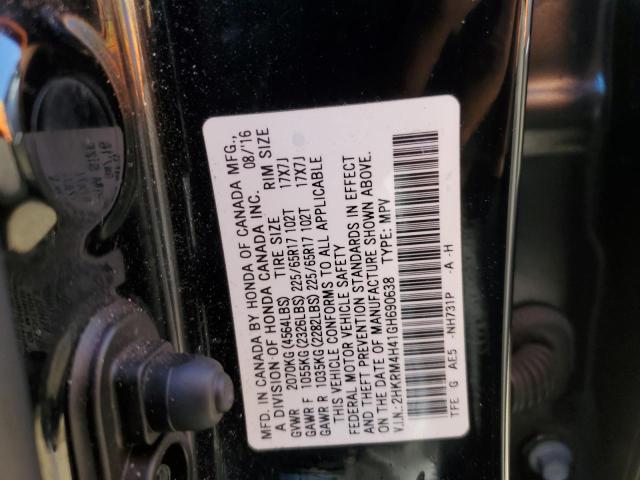 MFD. IN CANADA BY HONDA OF CANADA MFG.,
A DIVISION OF HONDA CANADA INC. 08/'16
TIRE SIZE RIM SIZE
GVWR 2070KG(4564LBS)
GAWR F 1055KG(2326LBS) 225/65R17 102T 17X7J
GAWR R 1035KG(2282LBS) 225/65R17 102T 17X7J
THIS VEHICLE CONFORMS TO ALL APPLICABLE
FEDERAL MOTOR VEHICLE SAFETY
AND THEFT PREVENTION STANDARDS IN EFFECT
ON THE DATE OF MANUFACTURE SHOWN ABOVE.
V.I.N.:2HKRM4H41GH690638 TYPE: MPV
TFE G AE5 -NH731P -A -H